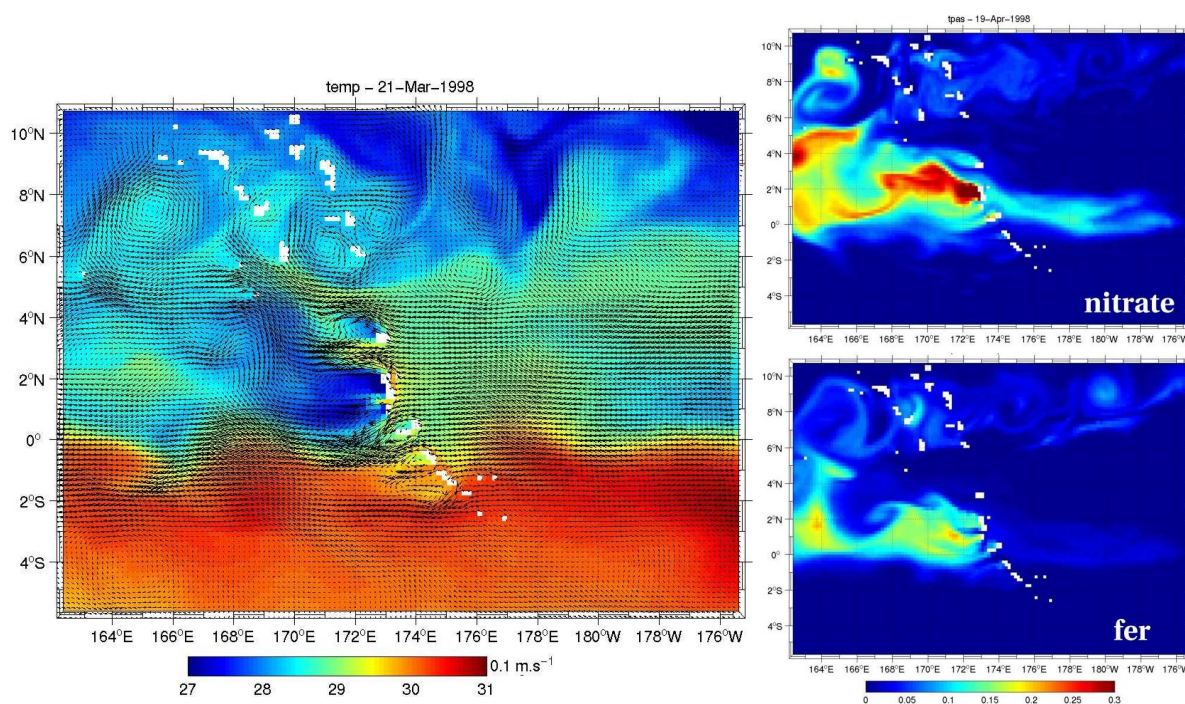 temp - 21-Mar-1998
10°N
8°N
6°N
4°N
2°N
0°
2°S
4°S
164°E 166°E 168°E 170°E 172°E 174°E 176°E 178°E 180°W 178°W 176°W
0.1 m.s⁻¹
27 28 29 30 31
tpas - 19-Apr-1998
10°N
8°N
6°N
4°N
2°N
0°
2°S
4°S
nitrate
164°E 166°E 168°E 170°E 172°E 174°E 176°E 178°E 180°W 178°W 176°W
10°N
8°N
6°N
4°N
2°N
0°
2°S
4°S
fer
164°E 166°E 168°E 170°E 172°E 174°E 176°E 178°E 180°W 178°W 176°W
0 0.05 0.1 0.15 0.2 0.25 0.3